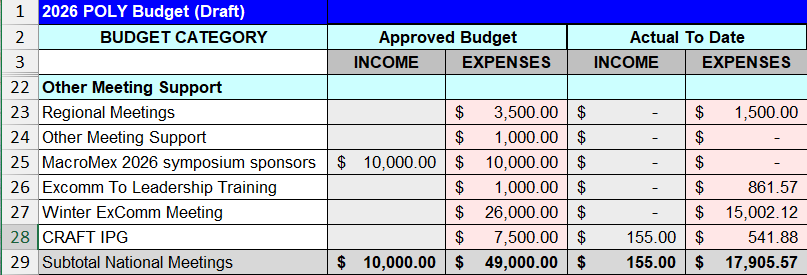 1 2026 POLY Budget (Draft)
2 BUDGET CATEGORY Approved Budget Actual To Date
3 INCOME EXPENSES INCOME EXPENSES
22 Other Meeting Support
23 Regional Meetings $ 3,500.00 $ - $ 1,500.00
24 Other Meeting Support $ 1,000.00 $ - $ -
25 MacroMex 2026 symposium sponsors $ 10,000.00 $ 10,000.00 $ - $ -
26 Excomm To Leadership Training $ 1,000.00 $ - $ 861.57
27 Winter ExComm Meeting $ 26,000.00 $ - $ 15,002.12
28 CRAFT IPG $ 7,500.00 $ 155.00 $ 541.88
29 Subtotal National Meetings $ 10,000.00 $ 49,000.00 $ 155.00 $ 17,905.57